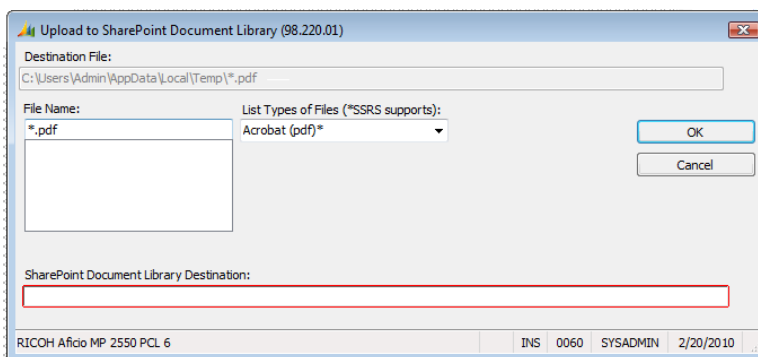 Upload to SharePoint Document Library (98.220.01)
Destination File:
C:\Users\Admin\AppData\Local\Temp\*.pdf
File Name:
List Types of Files (*SSRS supports):
*.pdf
Acrobat (pdf)*
OK
Cancel
SharePoint Document Library Destination:
RICOH Aficio MP 2550 PCL 6
INS 0060 SYSADMIN 2/20/2010